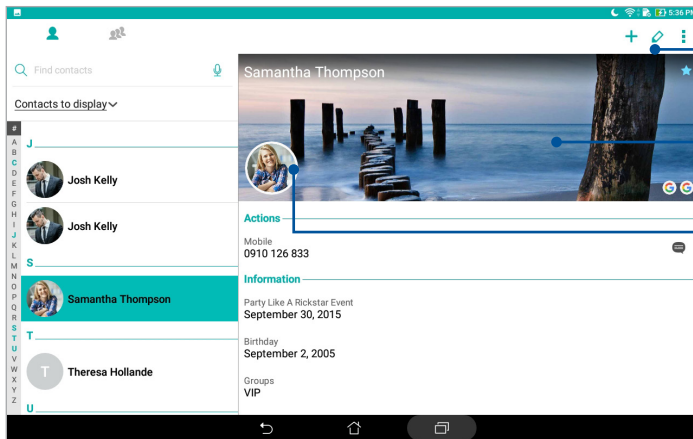 5:36 PM
Find contacts
Contacts to display
#
A
B
C
D
E
F
G
H
I
J
K
L
M
N
O
P
Q
R
S
T
U
V
W
X
Y
Z
J
Josh Kelly
Josh Kelly
S
Samantha Thompson
T
T
Theresa Hollande
U
Samantha Thompson
G G
Actions
Mobile
0910 126 833
Information
Party Like A Rickstar Event
September 30, 2015
Birthday
September 2, 2005
Groups
VIP